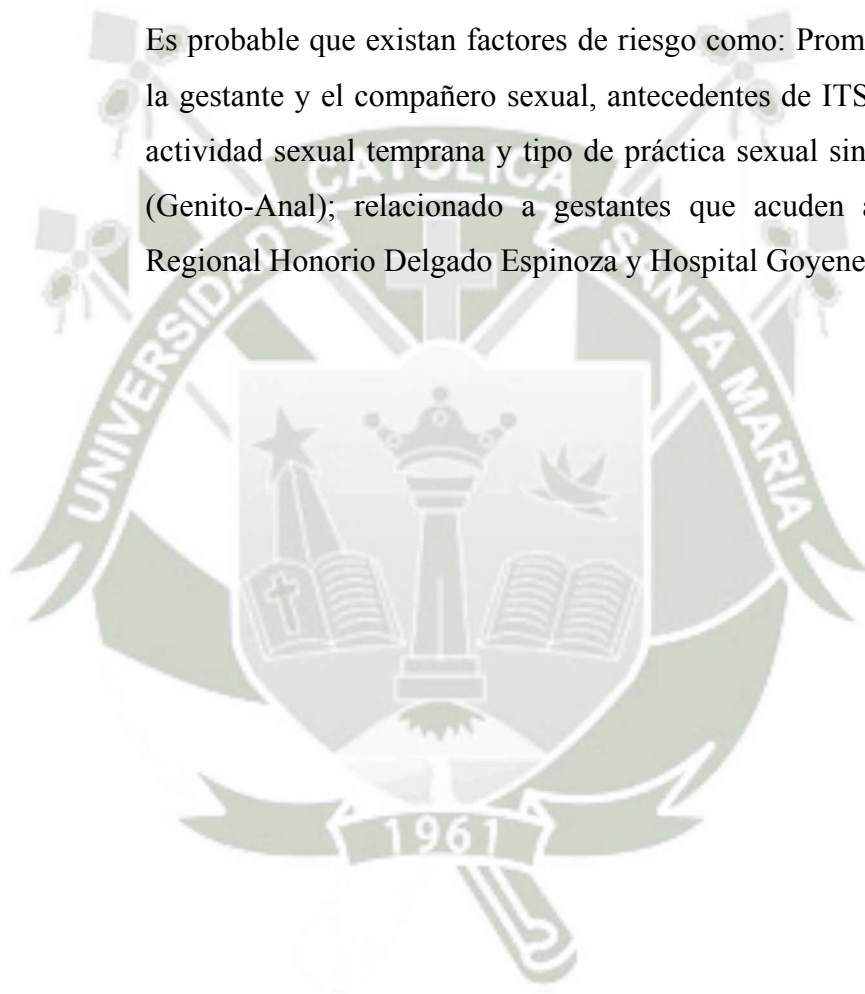 Es probable que existan factores de riesgo como: Prom
la gestante y el compañero sexual, antecedentes de ITS
actividad sexual temprana y tipo de práctica sexual sin
(Genito-Anal); relacionado a gestantes que acuden a
Regional Honorio Delgado Espinoza y Hospital Goyene
UNIVERSIDAD CATOLICA SANTA MARIA
1961